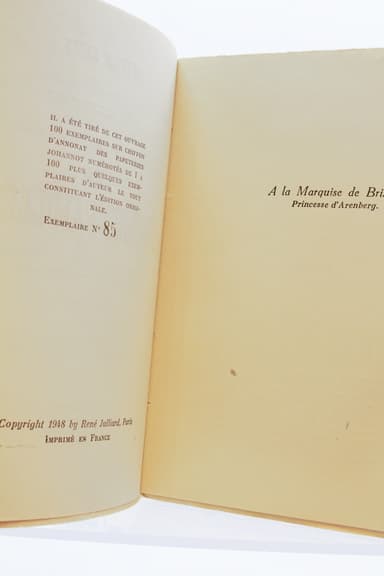 IL A ÉTÉ TIRÉ DE CET OUVRAGE
100 EXEMPLAIRES SUR CHIFFON
D'ANNONAY DES PAPETERIES
JOHANNOT NUMÉROTÉS DE 1 A
100 PLUS QUELQUES EXEM-
PLAIRES D'AUTEUR LE TOUT
CONSTITUANT L'ÉDITION ORIGI-
NALE.
EXEMPLAIRE N° 85
Copyright 1948 by René Julliard, Paris
IMPRIMÉ EN FRANCE
A la Marquise de
Princesse d'Arenberg.